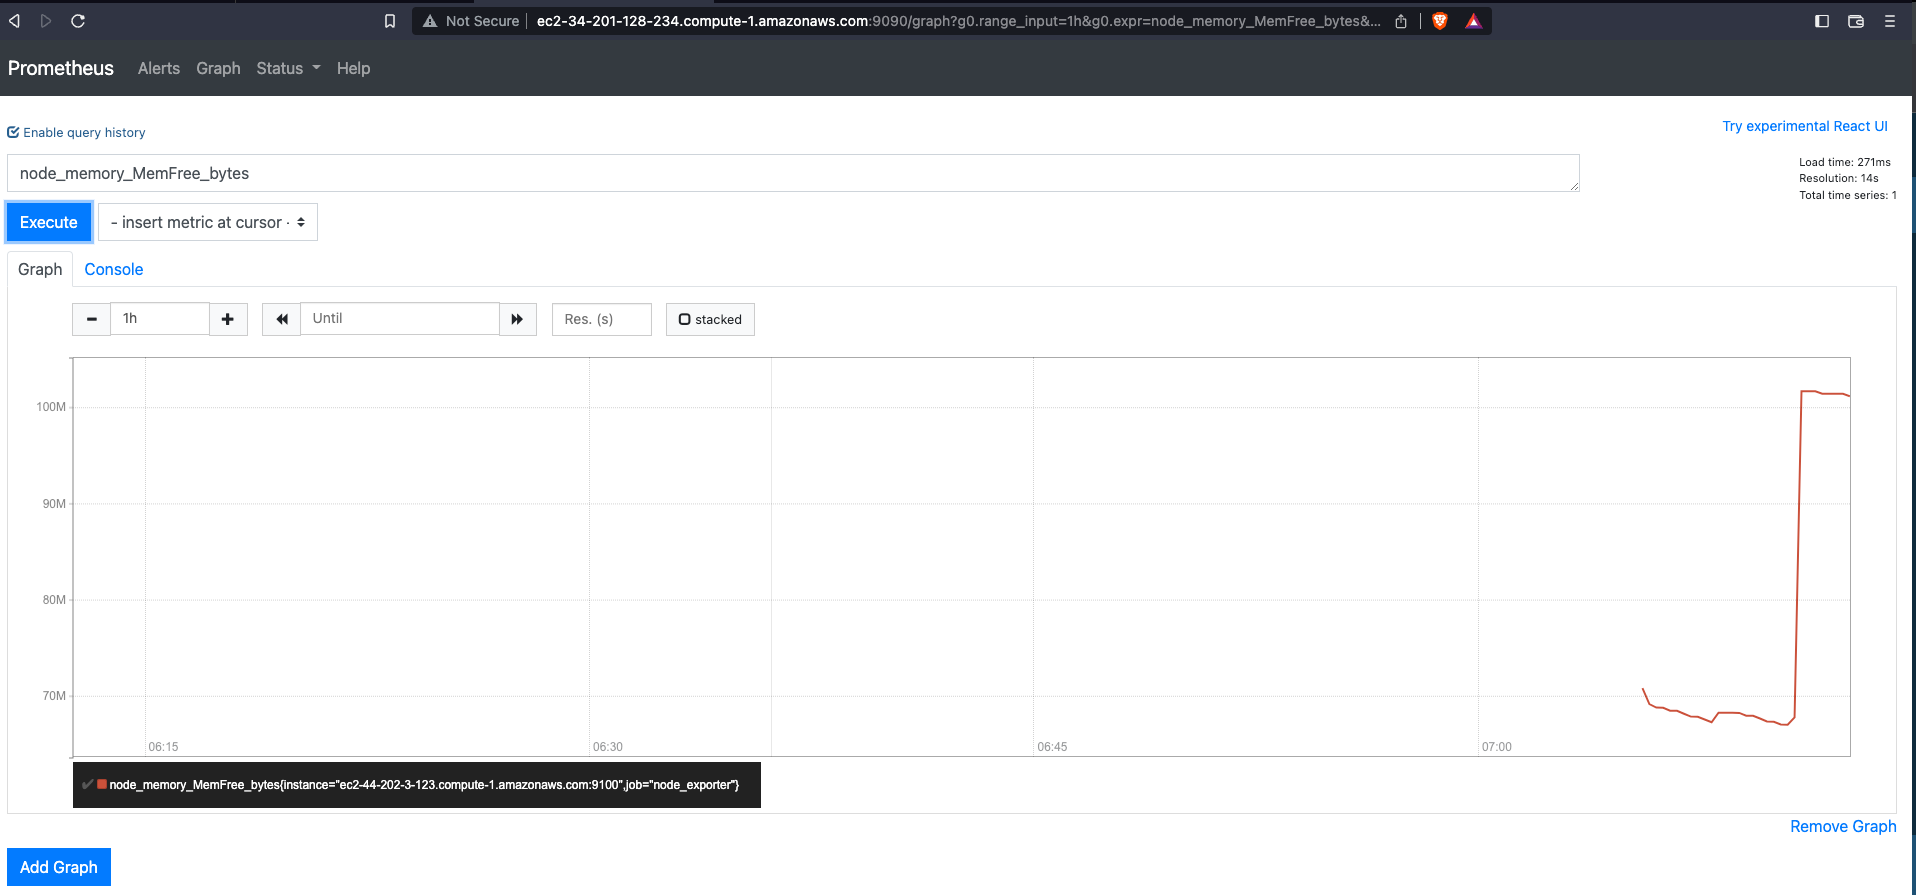 Not Secure ec2-34-201-128-234.compute-1.amazonaws.com:9090/graph?g0.range_input=1h&g0.expr=node_memory_MemFree_bytes&...
Prometheus Alerts Graph Status Help
Enable query history
Try experimental React UI
node_memory_MemFree_bytes
Load time: 271ms
Resolution: 14s
Total time series: 1
Execute - insert metric at cursor -
Graph Console
1h Until Res. (s) stacked
100M
90M
80M
70M
06:15 06:30 06:45 07:00
node_memory_MemFree_bytes{instance="ec2-44-202-3-123.compute-1.amazonaws.com:9100",job="node_exporter"}
Remove Graph
Add Graph